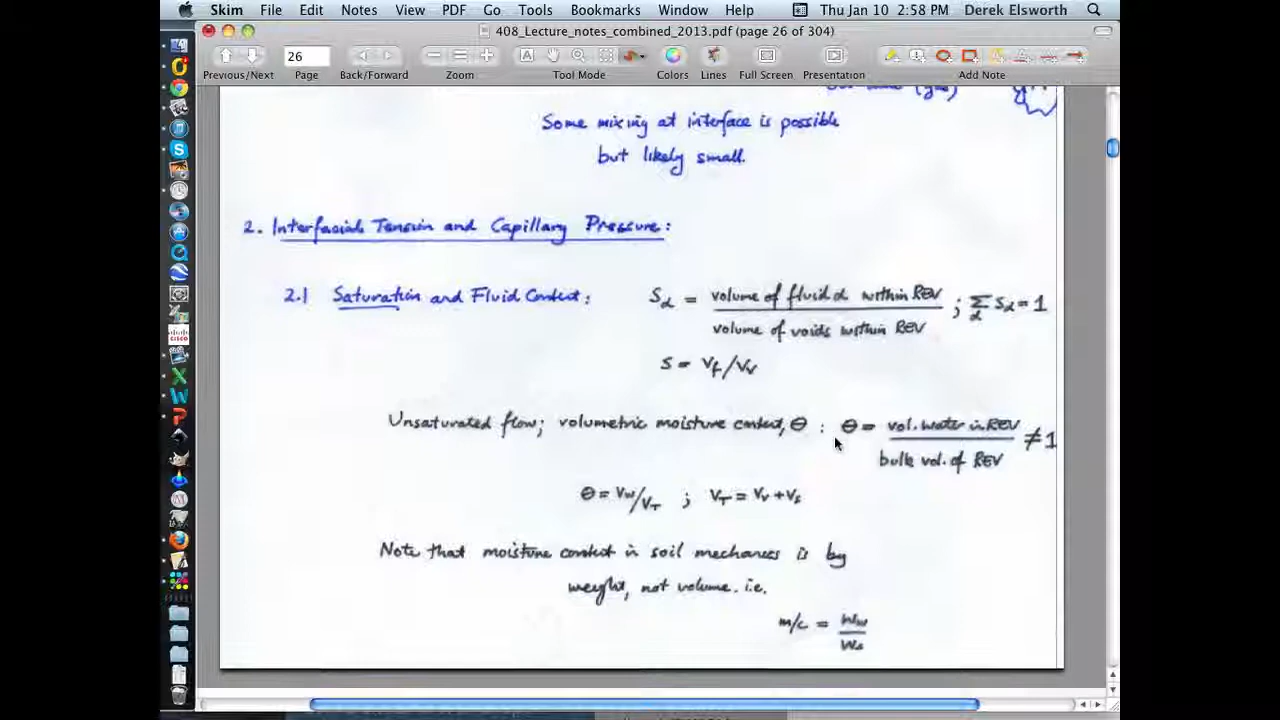 Skim File Edit Notes View PDF Go Tools Bookmarks Window Help Thu Jan 10 2:58 PM Derek Elsworth
408_Lecture_notes_combined_2013.pdf (page 26 of 304)
26
Previous/Next Page Back/Forward Zoom Tool Mode Colors Lines Full Screen Presentation Add Note
Some mixing at interface is possible
but likely small.
2. Interfacial Tension and Capillary Pressure:
2.1 Saturation and Fluid Content: Sα = volume of fluid α within REV / volume of voids within REV ; Σα Sα = 1
S = Vf/Vv
Unsaturated flow; volumetric moisture content, θ : θ = vol. water in REV / bulk vol. of REV ≠ 1
θ = Vw/VT ; VT = Vv + Vs
Note that moisture content in soil mechanics is by
weight, not volume. i.e.
m/c = Ww / Ws